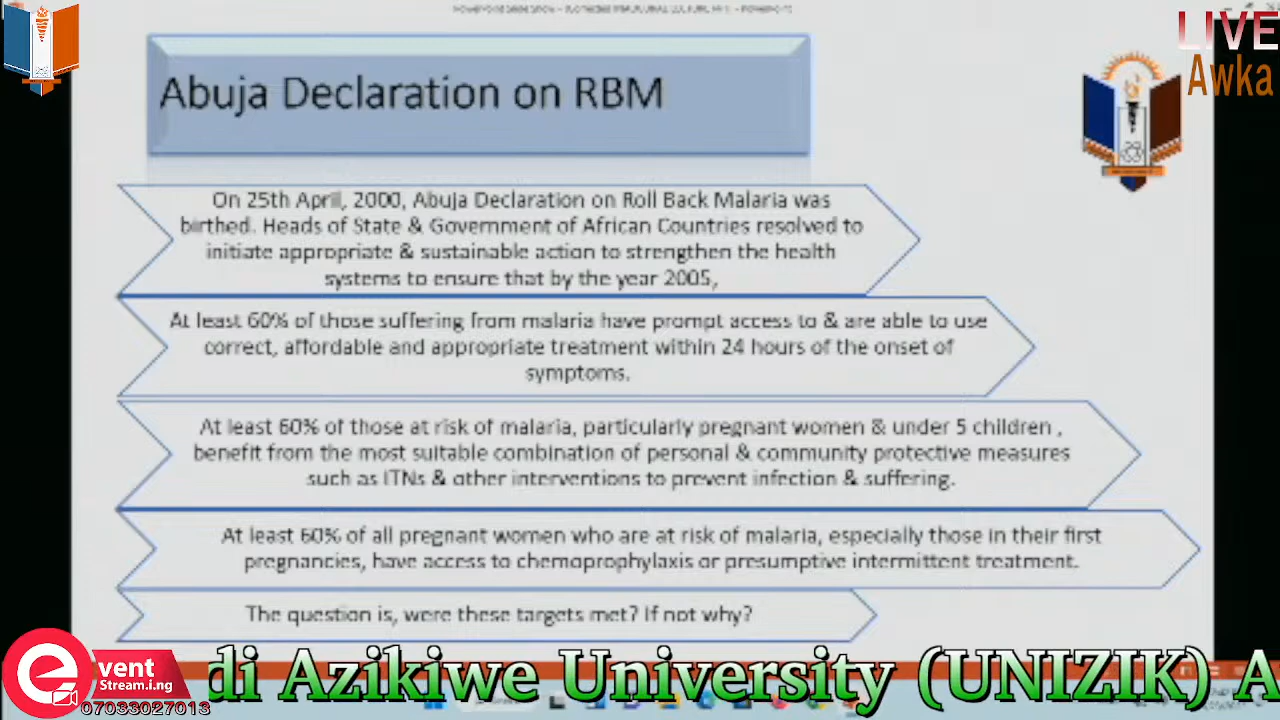 LIVE
Awka
Abuja Declaration on RBM
On 25th April, 2000, Abuja Declaration on Roll Back Malaria was
birthed. Heads of State & Government of African Countries resolved to
initiate appropriate & sustainable action to strengthen the health
systems to ensure that by the year 2005,
At least 60% of those suffering from malaria have prompt access to & are able to use
correct, affordable and appropriate treatment within 24 hours of the onset of
symptoms.
At least 60% of those at risk of malaria, particularly pregnant women & under 5 children ,
benefit from the most suitable combination of personal & community protective measures
such as ITNs & other interventions to prevent infection & suffering.
At least 60% of all pregnant women who are at risk of malaria, especially those in their first
pregnancies, have access to chemoprophylaxis or presumptive intermittent treatment.
The question is, were these targets met? If not why?
event
Stream.i.ng
07033027013
di Azikiwe University (UNIZIK) A